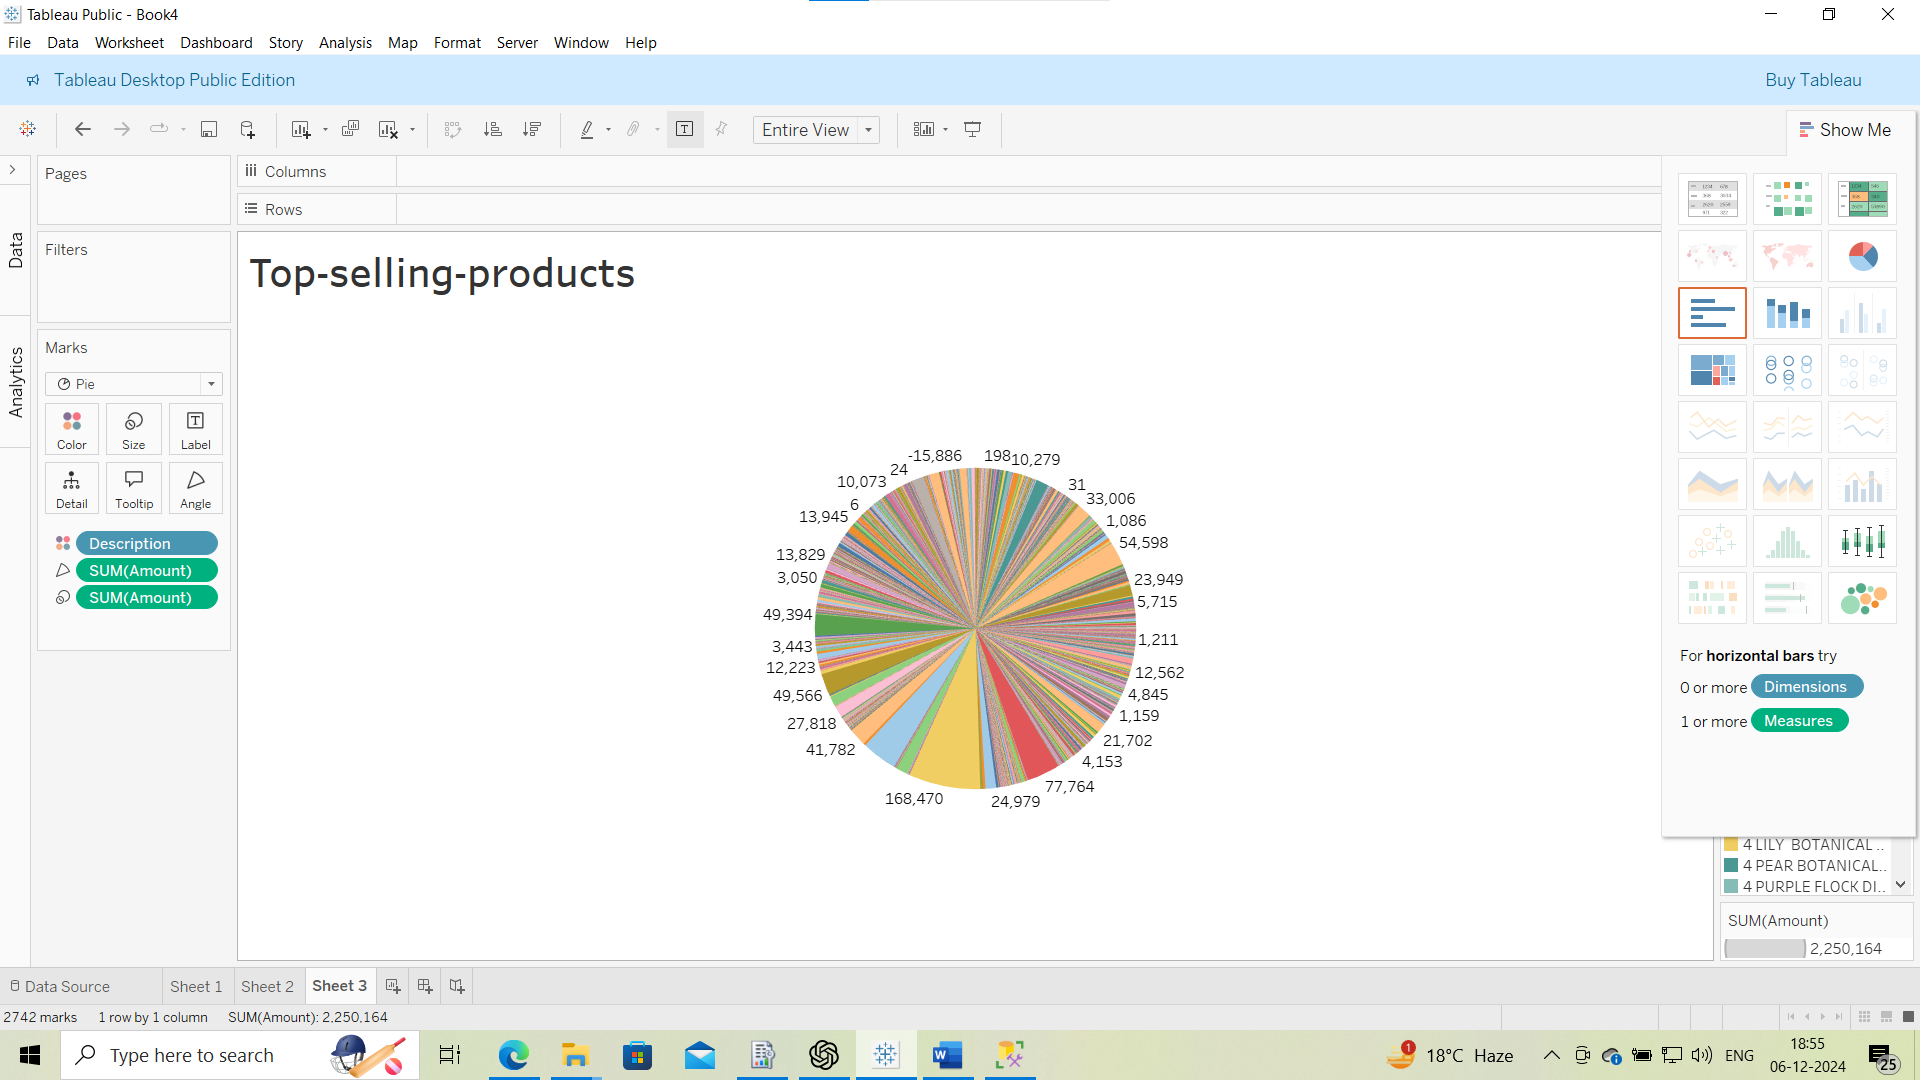 Tableau Public - Book4
File Data Worksheet Dashboard Story Analysis Map Format Server Window Help
Tableau Desktop Public Edition
Buy Tableau
Entire View
Show Me
Pages
Columns
Rows
Data
Filters
Analytics
Marks
Pie
Color Size Label
Detail Tooltip Angle
Description
SUM(Amount)
SUM(Amount)
Top-selling-products
-15,886
198
10,279
24
10,073
31
33,006
6
13,945
1,086
54,598
13,829
3,050
23,949
5,715
49,394
1,211
3,443
12,223
12,562
49,566
4,845
1,159
27,818
21,702
41,782
4,153
77,764
168,470
24,979
For horizontal bars try
0 or more Dimensions
1 or more Measures
4 LILY BOTANICAL ..
4 PEAR BOTANICAL..
4 PURPLE FLOCK DI..
SUM(Amount)
2,250,164
Data Source Sheet 1 Sheet 2 Sheet 3
2742 marks 1 row by 1 column SUM(Amount): 2,250,164
Type here to search
1
18°C Haze
ENG
18:55
06-12-2024
25